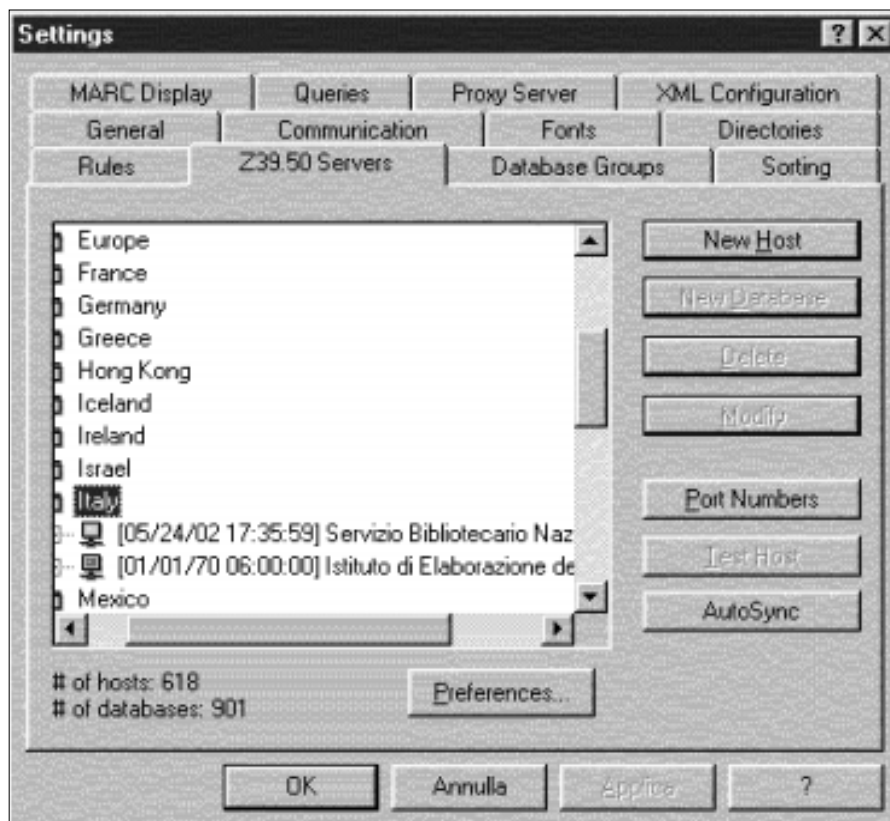 Settings
MARC Display Queries Proxy Server XML Configuration
General Communication Fonts Directories
Rules Z39.50 Servers Database Groups Sorting
Europe
France
Germany
Greece
Hong Kong
Iceland
Ireland
Israel
Italy
[05/24/02 17:35:59] Servizio Bibliotecario Naz
[01/01/70 06:00:00] Istituto di Elaborazione de
Mexico
New Host
New Database
Delete
Modify
Port Numbers
Test Host
AutoSync
# of hosts: 618
# of databases: 901
Preferences...
OK Annulla Applica ?